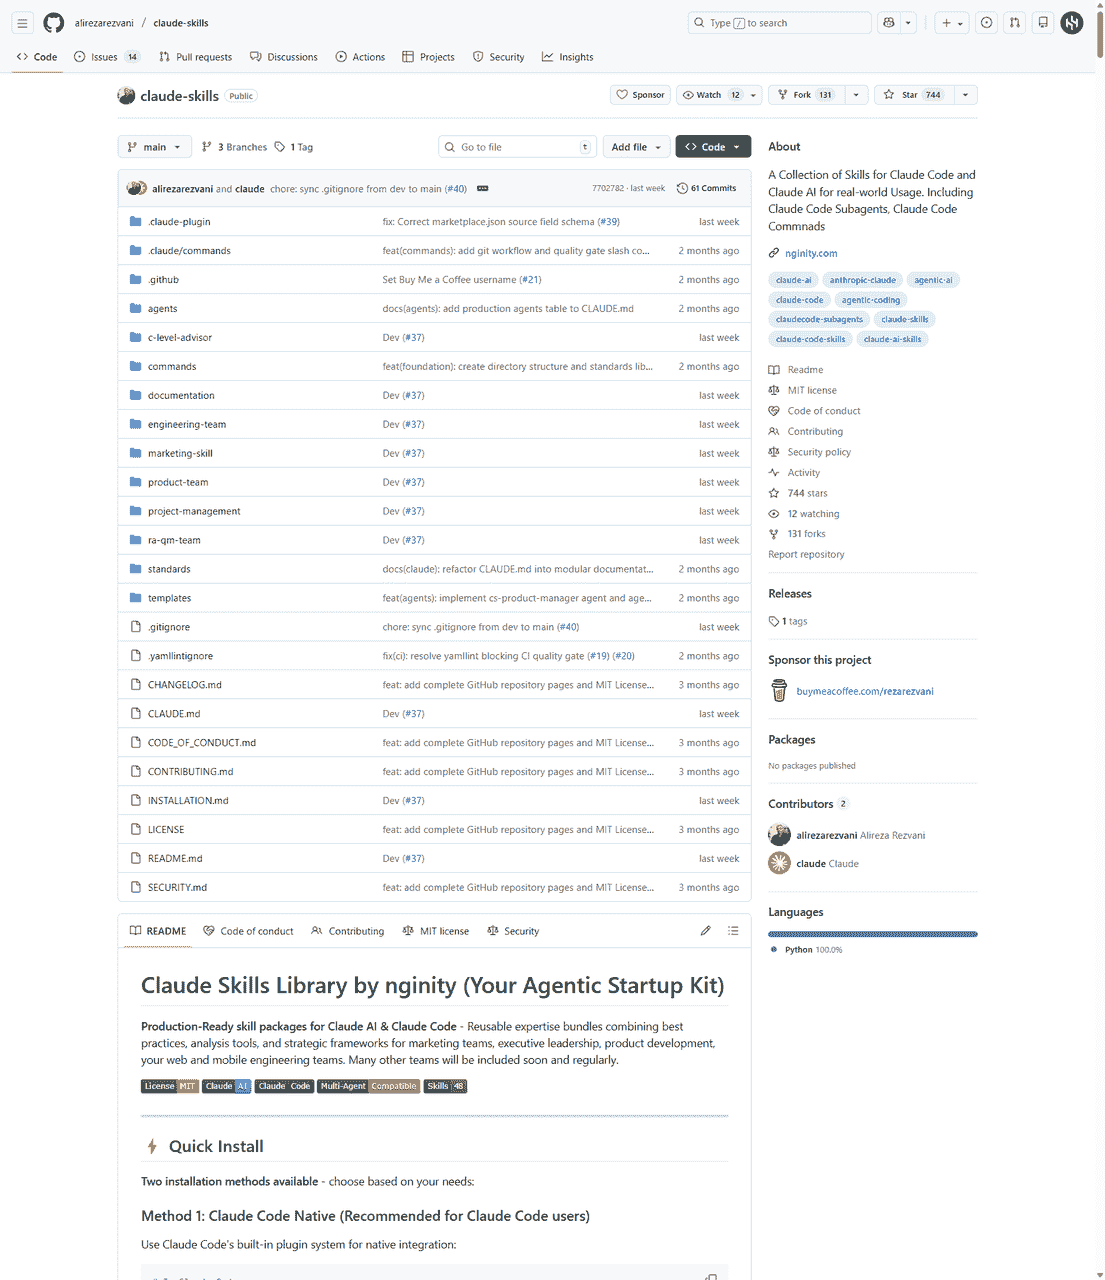 alirezarezvani / claude-skills
Type / to search
Code
Issues 14
Pull requests
Discussions
Actions
Projects
Security
Insights
claude-skills Public
Sponsor
Watch 12
Fork 131
Star 744
main
3 Branches
1 Tag
Go to file t
Add file
Code
alirezarezvani and claude chore: sync .gitignore from dev to main (#40)
7702782 · last week
61 Commits
.claude-plugin fix: Correct marketplace.json source field schema (#39) last week
.claude/commands feat(commands): add git workflow and quality gate slash co... 2 months ago
.github Set Buy Me a Coffee username (#21) 2 months ago
agents docs(agents): add production agents table to CLAUDE.md 2 months ago
c-level-advisor Dev (#37) last week
commands feat(foundation): create directory structure and standards lib... 2 months ago
documentation Dev (#37) last week
engineering-team Dev (#37) last week
marketing-skill Dev (#37) last week
product-team Dev (#37) last week
project-management Dev (#37) last week
ra-qm-team Dev (#37) last week
standards docs(claude): refactor CLAUDE.md into modular documentat... 2 months ago
templates feat(agents): implement cs-product-manager agent and age... 2 months ago
.gitignore chore: sync .gitignore from dev to main (#40) last week
.yamllintignore fix(ci): resolve yamllint blocking CI quality gate (#19) (#20) 2 months ago
CHANGELOG.md feat: add complete GitHub repository pages and MIT License... 3 months ago
CLAUDE.md Dev (#37) last week
CODE_OF_CONDUCT.md feat: add complete GitHub repository pages and MIT License... 3 months ago
CONTRIBUTING.md feat: add complete GitHub repository pages and MIT License... 3 months ago
INSTALLATION.md Dev (#37) last week
LICENSE feat: add complete GitHub repository pages and MIT License... 3 months ago
README.md Dev (#37) last week
SECURITY.md feat: add complete GitHub repository pages and MIT License... 3 months ago
README
Code of conduct
Contributing
MIT license
Security
Claude Skills Library by nginity (Your Agentic Startup Kit)
Production-Ready skill packages for Claude AI & Claude Code - Reusable expertise bundles combining best
practices, analysis tools, and strategic frameworks for marketing teams, executive leadership, product development,
your web and mobile engineering teams. Many other teams will be included soon and regularly.
License MIT
Claude AI
Claude Code
Multi-Agent Compatible
Skills 48
Quick Install
Two installation methods available - choose based on your needs:
Method 1: Claude Code Native (Recommended for Claude Code users)
Use Claude Code's built-in plugin system for native integration:
About
A Collection of Skills for Claude Code and
Claude AI for real-world Usage. Including
Claude Code Subagents, Claude Code
Commnads
nginity.com
claude-ai anthropic-claude agentic-ai
claude-code agentic-coding
claudecode-subagents claude-skills
claude-code-skills claude-ai-skills
Readme
MIT license
Code of conduct
Contributing
Security policy
Activity
744 stars
12 watching
131 forks
Report repository
Releases
1 tags
Sponsor this project
buymeacoffee.com/rezarezvani
Packages
No packages published
Contributors 2
alirezarezvani Alireza Rezvani
claude Claude
Languages
Python 100.0%